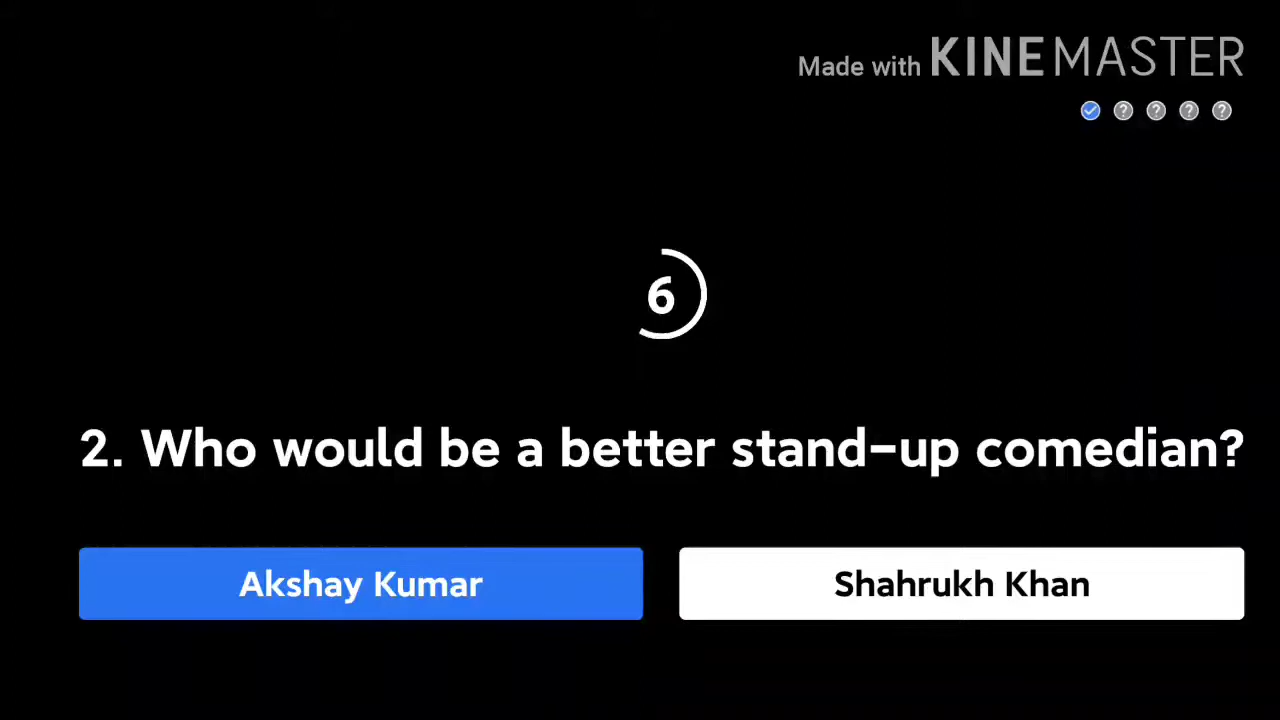 Made with KINEMASTER
? ? ? ?
6
2. Who would be a better stand-up comedian?
Akshay Kumar
Shahrukh Khan